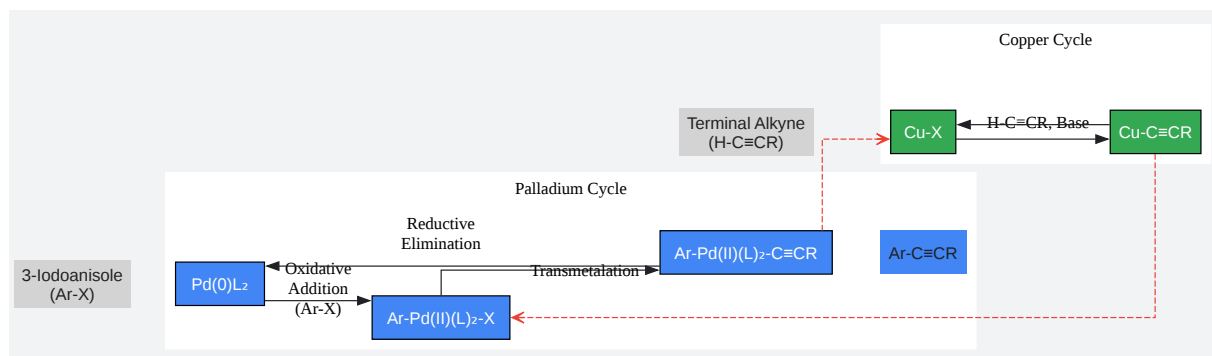 Copper Cycle
Terminal Alkyne
(H-C≡CR)
Cu-X
H-C≡CR, Base
Cu-C≡CR
Palladium Cycle
Reductive
Elimination
Ar-Pd(II)(L)₂-C≡CR
Ar-C≡CR
3-Iodoanisole
(Ar-X)
Pd(0)L₂
Oxidative
Addition
(Ar-X)
Transmetalation
Ar-Pd(II)(L)₂-X